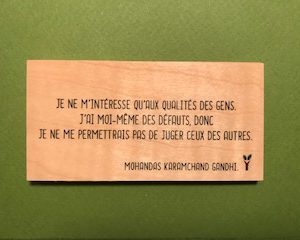 JE NE M'INTÉRESSE QU'AUX QUALITÉS DES GENS.
J'AI MOI-MÊME DES DÉFAUTS, DONC
JE NE ME PERMETTRAIS PAS DE JUGER CEUX DES AUTRES.
MOHANDAS KARAMCHAND GANDHI.